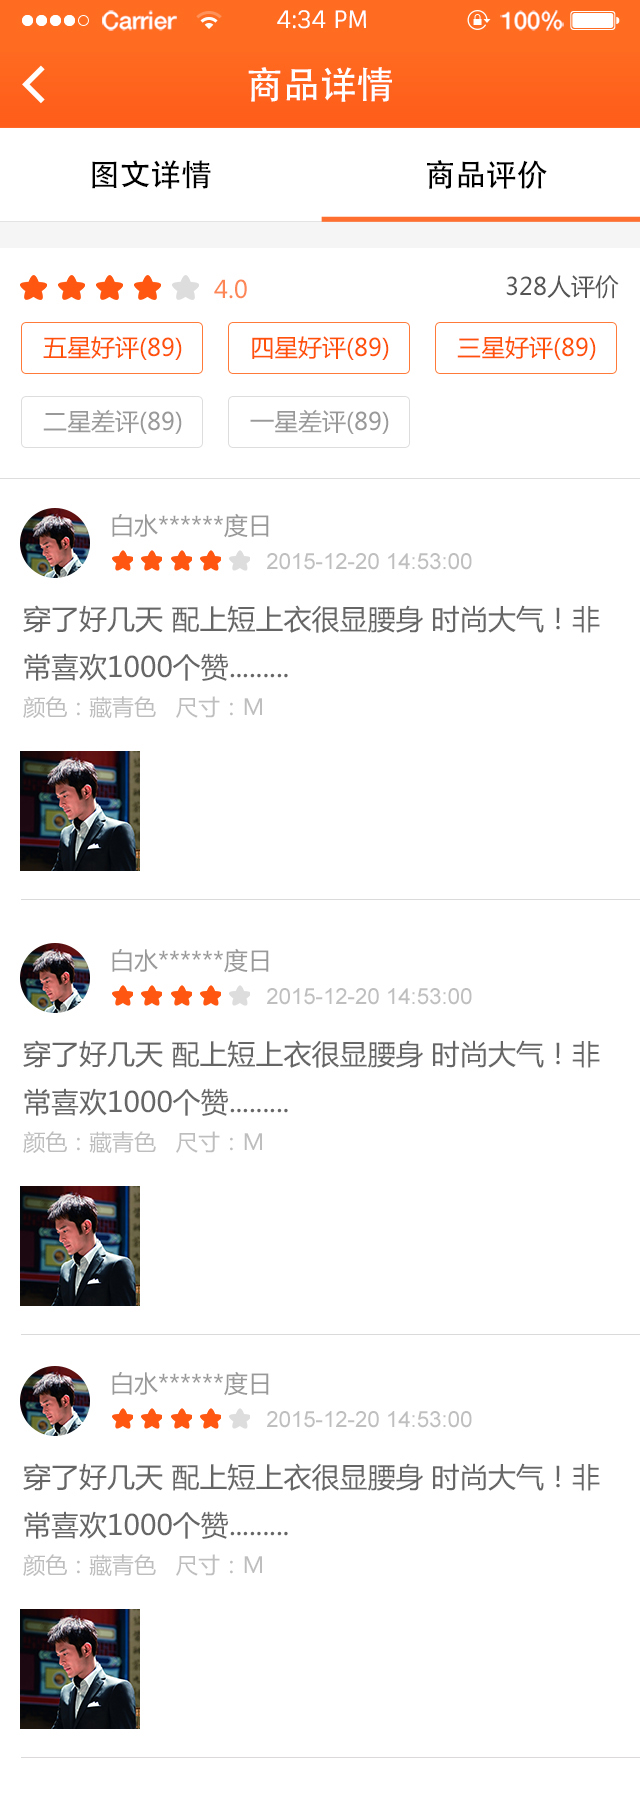 Carrier 4:34 PM 100%
商品详情
图文详情 商品评价
4.0 328人评价
五星好评(89) 四星好评(89) 三星好评(89)
二星差评(89) 一星差评(89)
白水******度日
2015-12-20 14:53:00
穿了好几天 配上短上衣很显腰身 时尚大气！非
常喜欢1000个赞.........
颜色：藏青色 尺寸：M
白水******度日
2015-12-20 14:53:00
穿了好几天 配上短上衣很显腰身 时尚大气！非
常喜欢1000个赞.........
颜色：藏青色 尺寸：M
白水******度日
2015-12-20 14:53:00
穿了好几天 配上短上衣很显腰身 时尚大气！非
常喜欢1000个赞.........
颜色：藏青色 尺寸：M